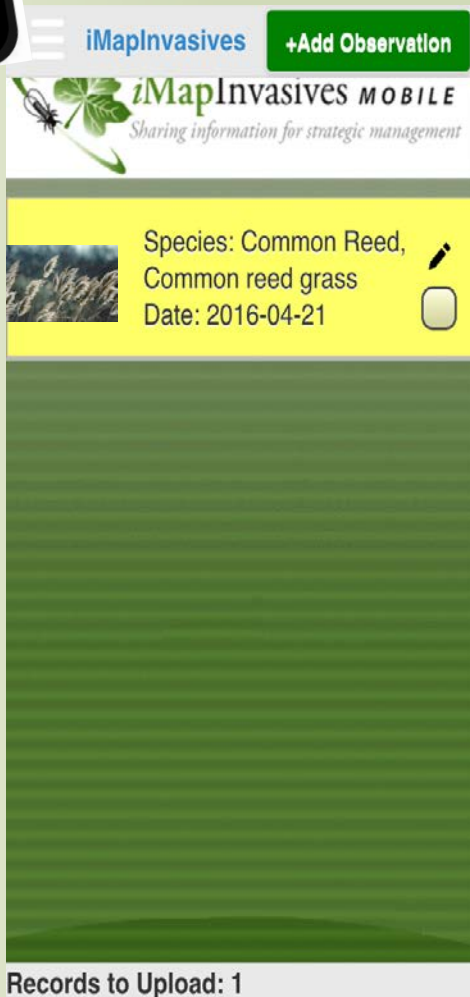 iMapInvasives
+Add Observation
iMapInvasives MOBILE
Sharing information for strategic management
Species: Common Reed,
Common reed grass
Date: 2016-04-21
Records to Upload: 1